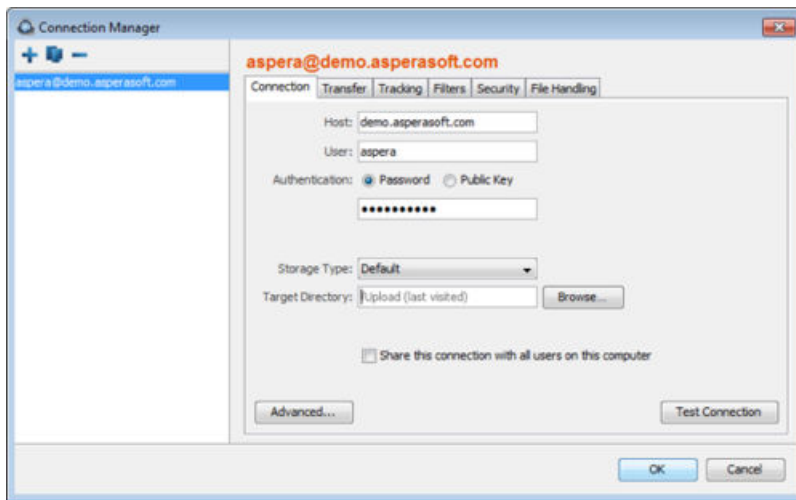 Connection Manager
aspera@demo.asperasoft.com
aspera@demo.asperasoft.com
Connection Transfer Tracking Filters Security File Handling
Host: demo.asperasoft.com
User: aspera
Authentication: Password Public Key
••••••••••
Storage Type: Default
Target Directory: /Upload (last visited) Browse...
Share this connection with all users on this computer
Advanced... Test Connection
OK Cancel